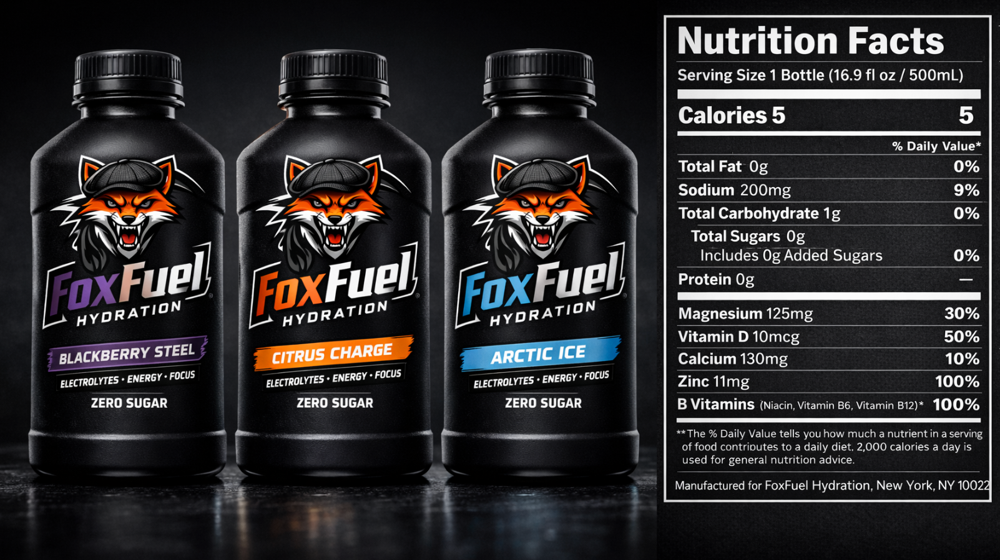 FoxFuel
HYDRATION
BLACKBERRY STEEL
ELECTROLYTES • ENERGY • FOCUS
ZERO SUGAR
FoxFuel
HYDRATION
CITRUS CHARGE
ELECTROLYTES • ENERGY • FOCUS
ZERO SUGAR
FoxFuel
HYDRATION
ARCTIC ICE
ELECTROLYTES • ENERGY • FOCUS
ZERO SUGAR
Nutrition Facts
Serving Size 1 Bottle (16.9 fl oz / 500mL)
Calories 5 5
% Daily Value*
Total Fat 0g 0%
Sodium 200mg 9%
Total Carbohydrate 1g 0%
Total Sugars 0g
Includes 0g Added Sugars 0%
Protein 0g —
Magnesium 125mg 30%
Vitamin D 10mcg 50%
Calcium 130mg 10%
Zinc 11mg 100%
B Vitamins (Niacin, Vitamin B6, Vitamin B12)* 100%
**The % Daily Value tells you how much a nutrient in a serving
of food contributes to a daily diet. 2,000 calories a day is
used for general nutrition advice.
Manufactured for FoxFuel Hydration, New York, NY 10022